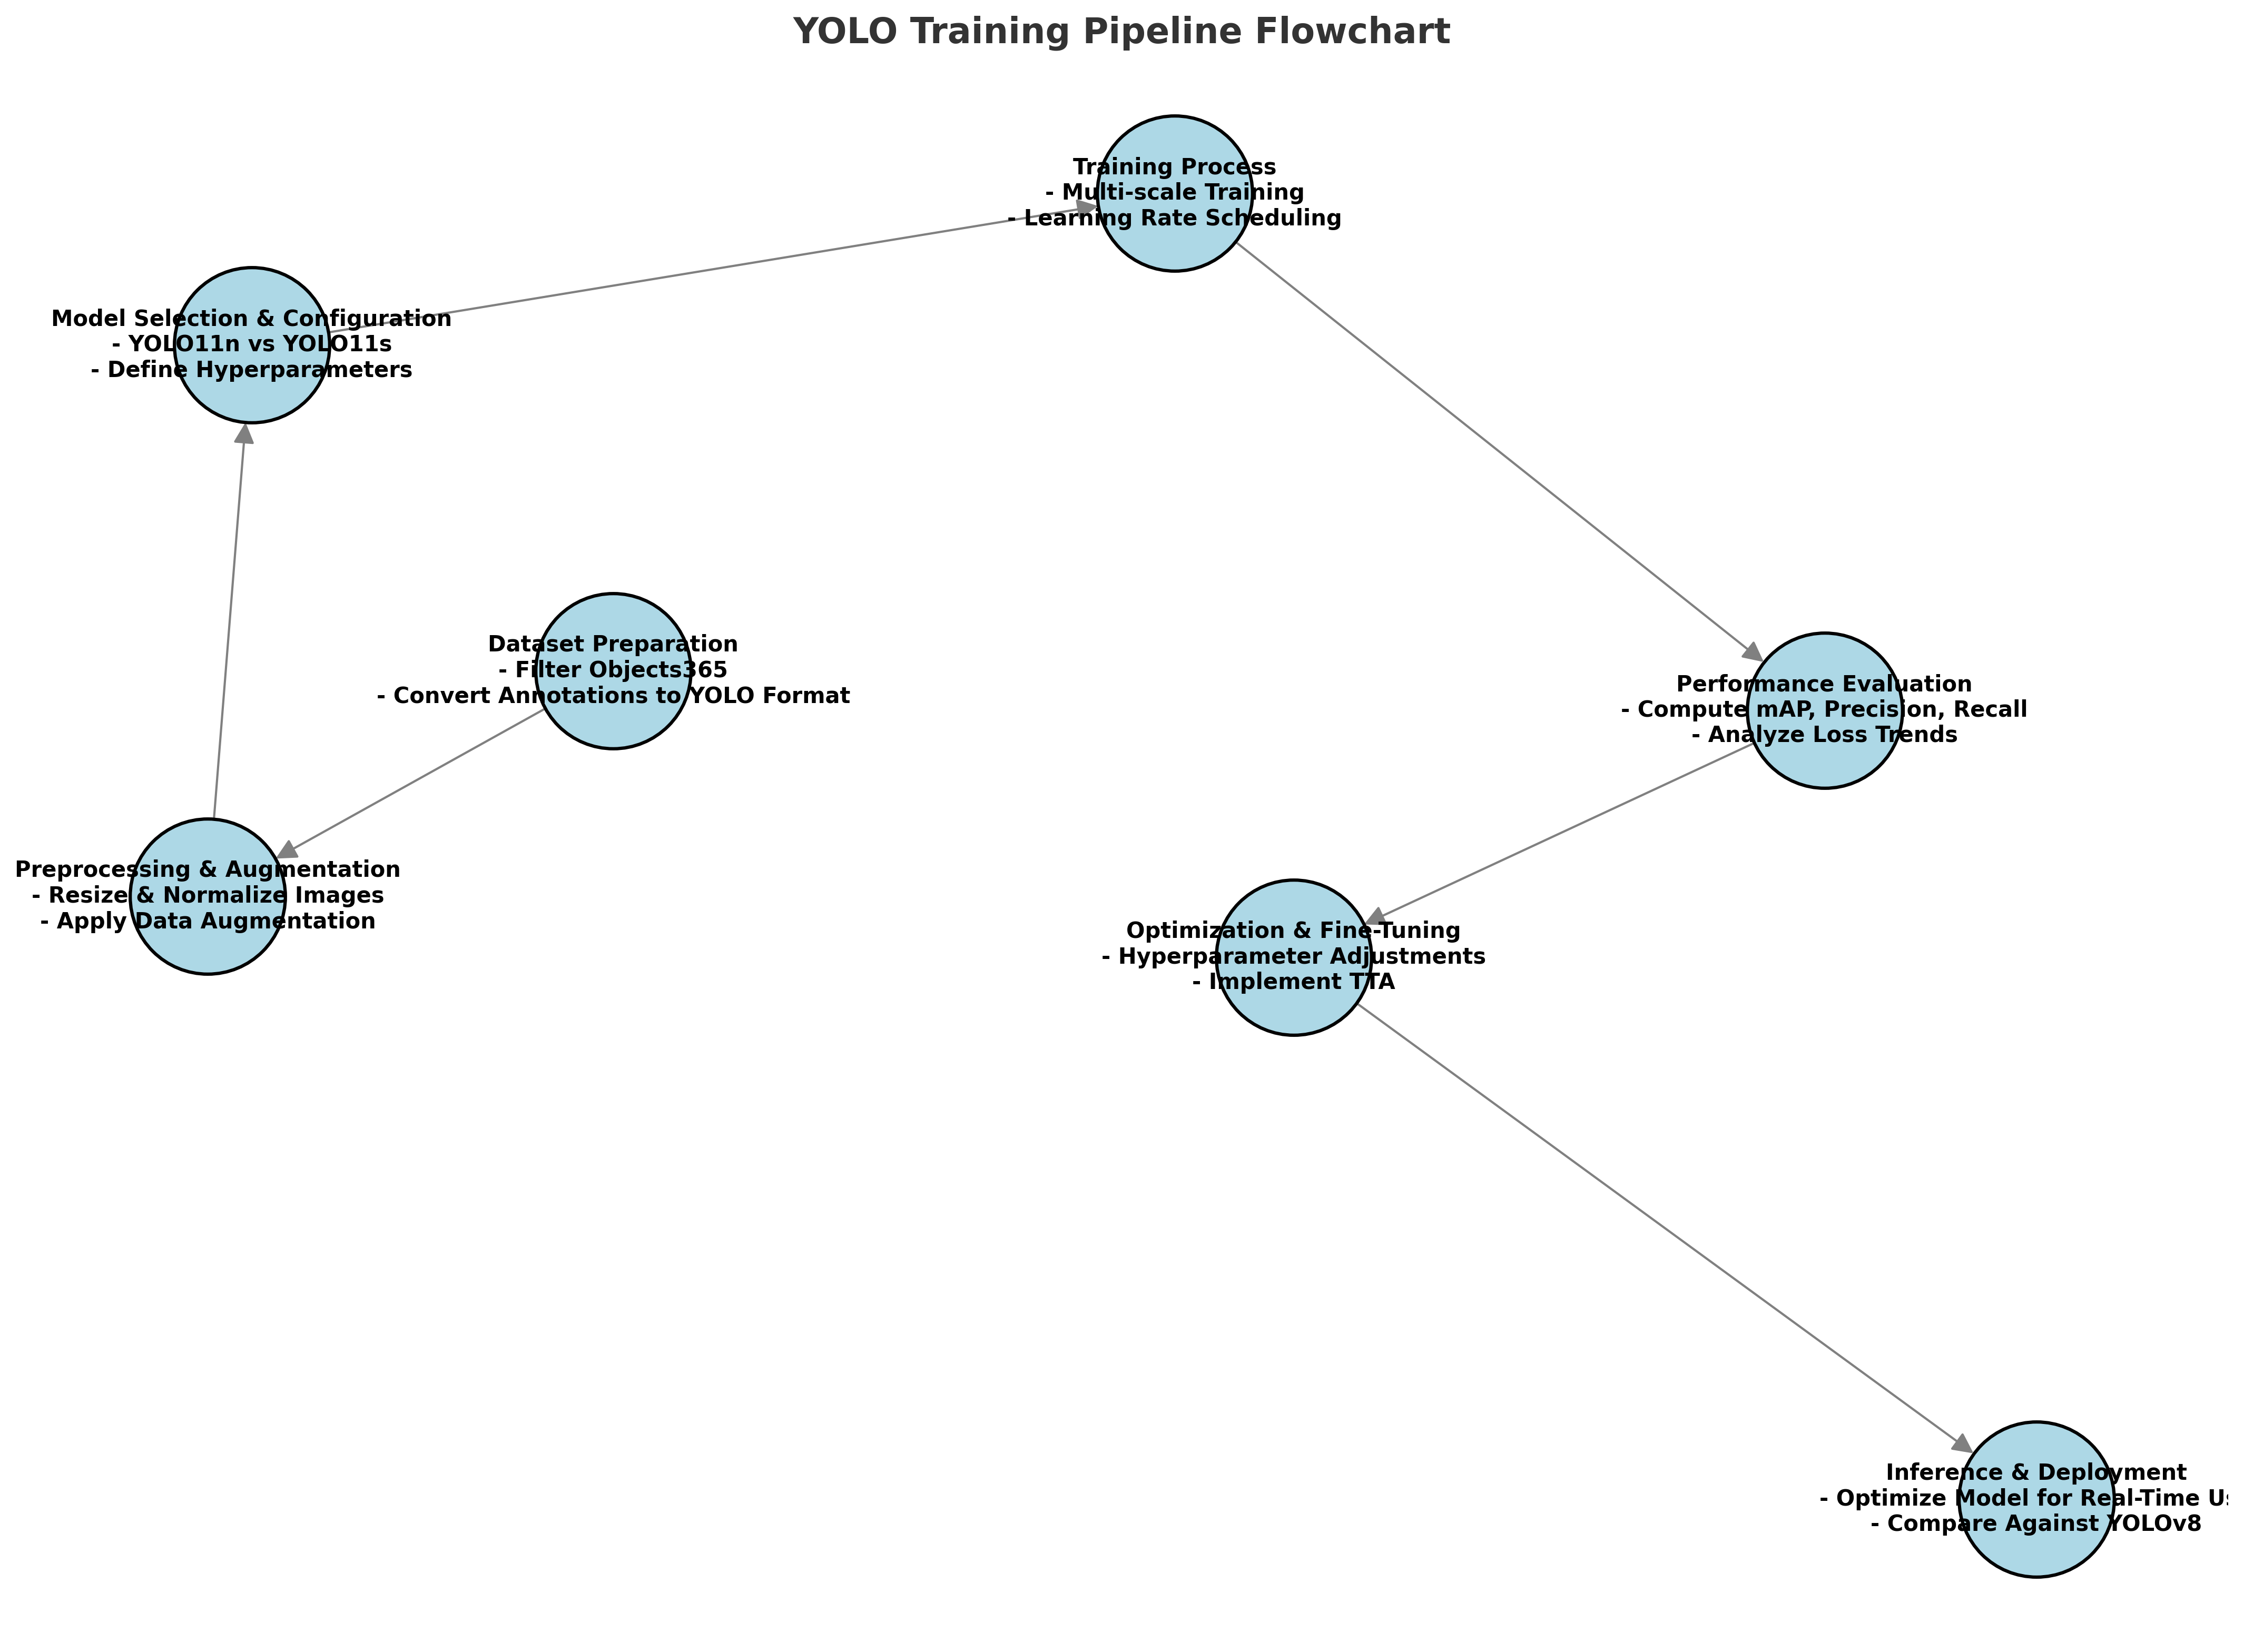 YOLO Training Pipeline Flowchart
Training Process
- Multi-scale Training
- Learning Rate Scheduling
Model Selection & Configuration
- YOLO11n vs YOLO11s
- Define Hyperparameters
Dataset Preparation
- Filter Objects365
- Convert Annotations to YOLO Format
Performance Evaluation
- Compute mAP, Precision, Recall
- Analyze Loss Trends
Preprocessing & Augmentation
- Resize & Normalize Images
- Apply Data Augmentation
Optimization & Fine-Tuning
- Hyperparameter Adjustments
- Implement TTA
Inference & Deployment
- Optimize Model for Real-Time
- Compare Against YOLOv8